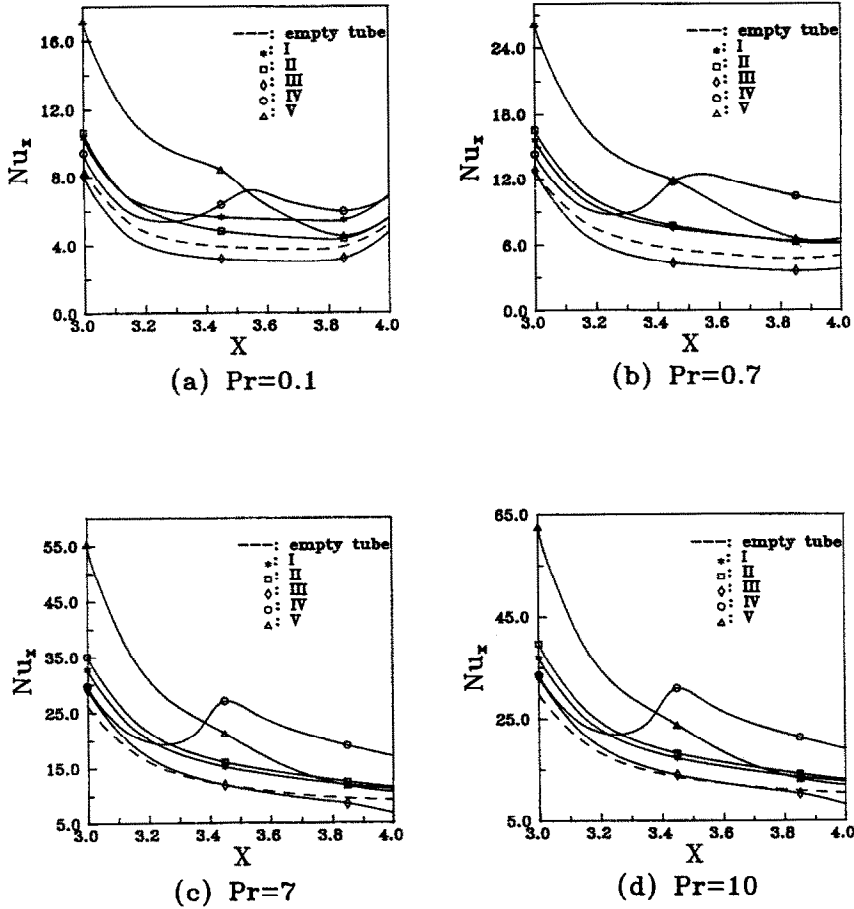 Nu_x
16.0
12.0
8.0
4.0
0.0
3.0 3.2 3.4 3.6 3.8 4.0
X
empty tube
: I
: II
: III
: IV
: V
(a) Pr=0.1
Nu_x
24.0
18.0
12.0
6.0
0.0
3.0 3.2 3.4 3.6 3.8 4.0
X
: empty tube
: I
: II
: III
: IV
: V
(b) Pr=0.7
Nu_x
55.0
45.0
35.0
25.0
15.0
5.0
3.0 3.2 3.4 3.6 3.8 4.0
X
: empty tube
: I
: II
: III
: IV
: V
(c) Pr=7
Nu_x
65.0
45.0
25.0
5.0
3.0 3.2 3.4 3.6 3.8 4.0
X
: empty tube
: I
: II
: III
: IV
: V
(d) Pr=10